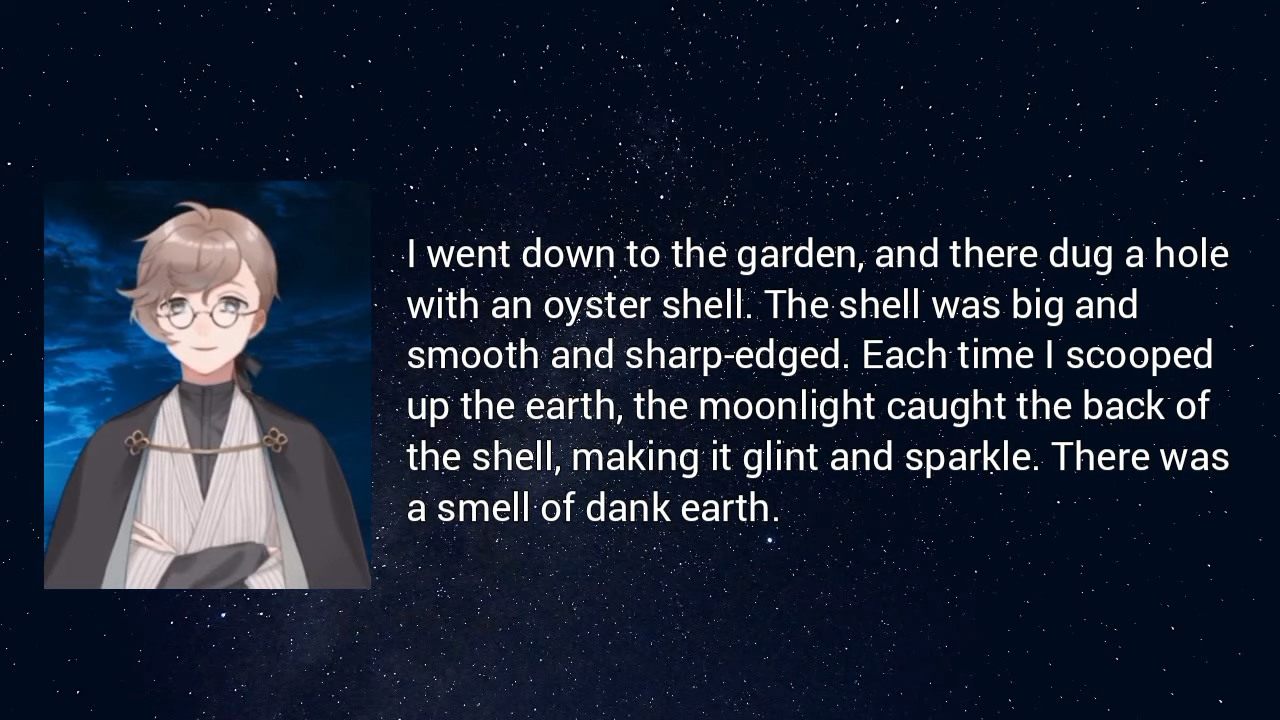 I went down to the garden, and there dug a hole
with an oyster shell. The shell was big and
smooth and sharp-edged. Each time I scooped
up the earth, the moonlight caught the back of
the shell, making it glint and sparkle. There was
a smell of dank earth.